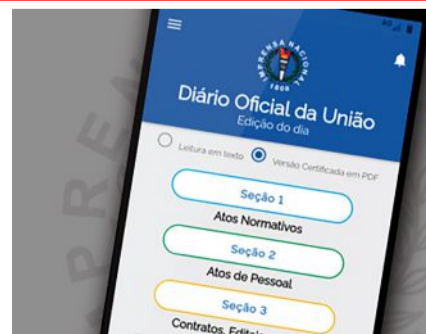 4G
IMPRENSA NACIONAL
1808
Diário Oficial da União
Edição do dia
Leitura em texto
Versão Certificada em PDF
Seção 1
Atos Normativos
Seção 2
Atos de Pessoal
Seção 3
Contratos, Editais